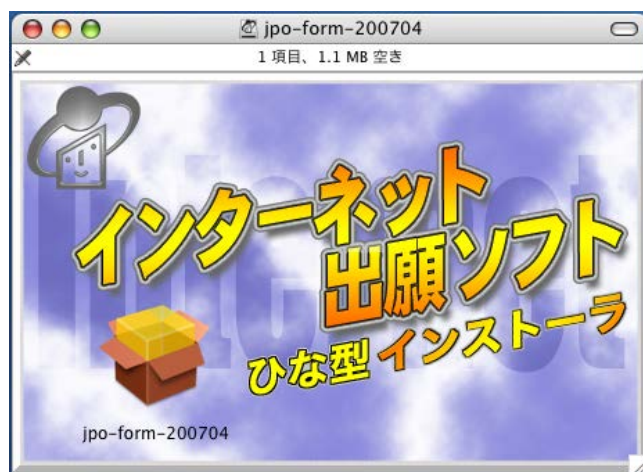 jpo-form-200704
1 項目、1.1 MB 空き
Internet
インターネット
出願ソフト
ひな型 インストーラ
jpo-form-200704